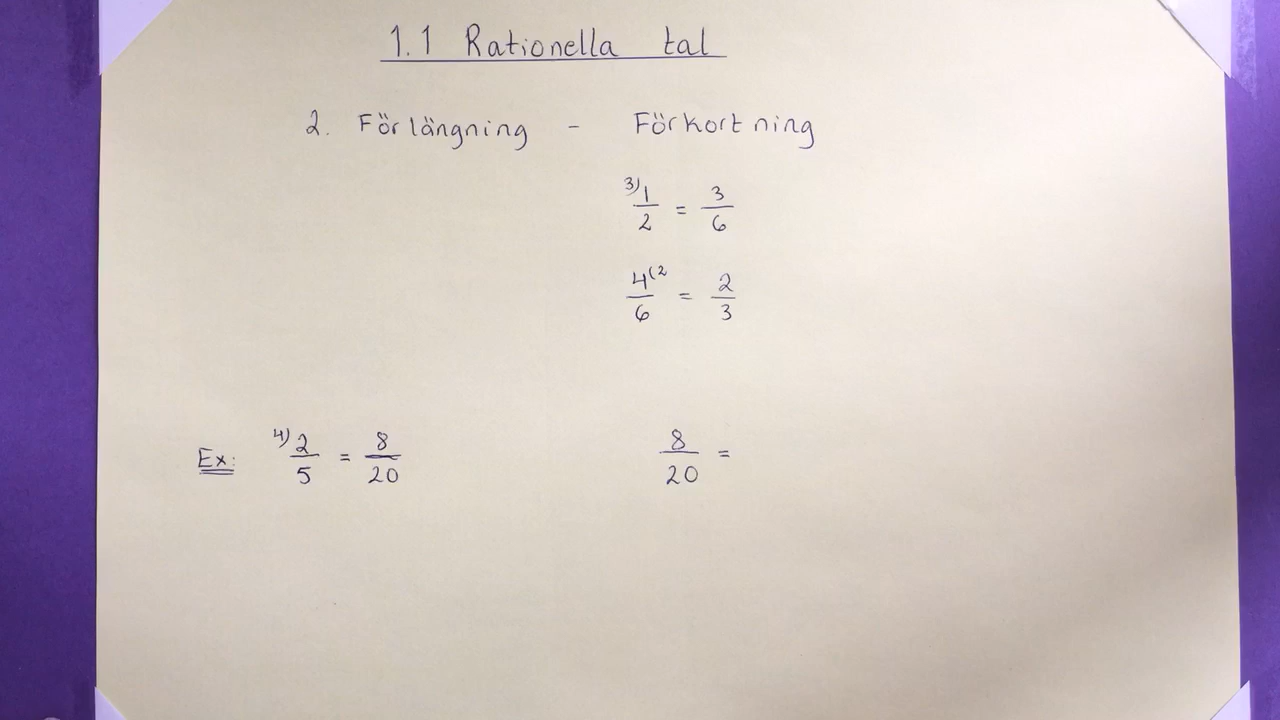 1.1 Rationella tal
2. Förlängning - Förkortning
3) 1/2 = 3/6
4/6 (2 = 2/3
Ex: 4) 2/5 = 8/20
8/20 =